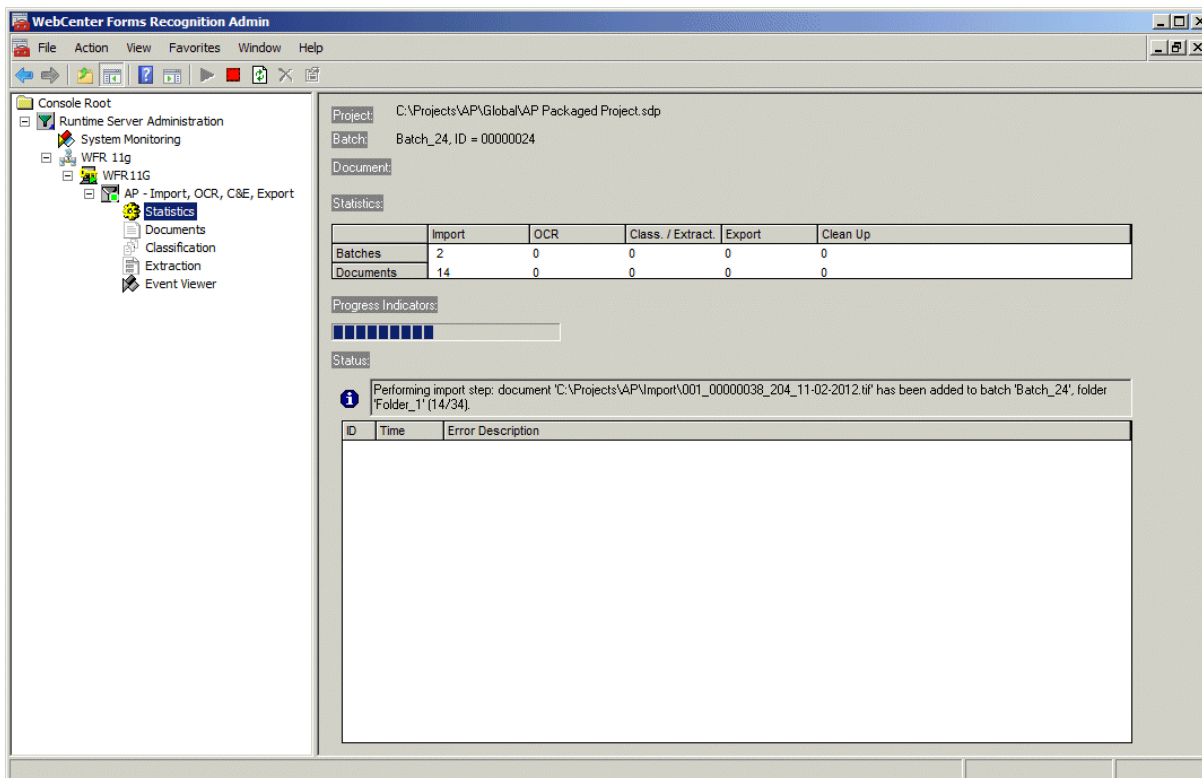 WebCenter Forms Recognition Admin
File Action View Favorites Window Help
Console Root
Runtime Server Administration
System Monitoring
WFR 11g
WFR11G
AP - Import, OCR, C&E, Export
Statistics
Documents
Classification
Extraction
Event Viewer
Project: C:\Projects\AP\Global\AP Packaged Project.sdp
Batch: Batch_24, ID = 00000024
Document:
Statistics:
Import OCR Class. / Extract. Export Clean Up
Batches 2 0 0 0 0
Documents 14 0 0 0 0
Progress Indicators:
Status:
Performing import step: document 'C:\Projects\AP\Import\001_00000038_204_11-02-2012.tif' has been added to batch 'Batch_24', folder
'Folder_1' (14/34).
ID Time Error Description